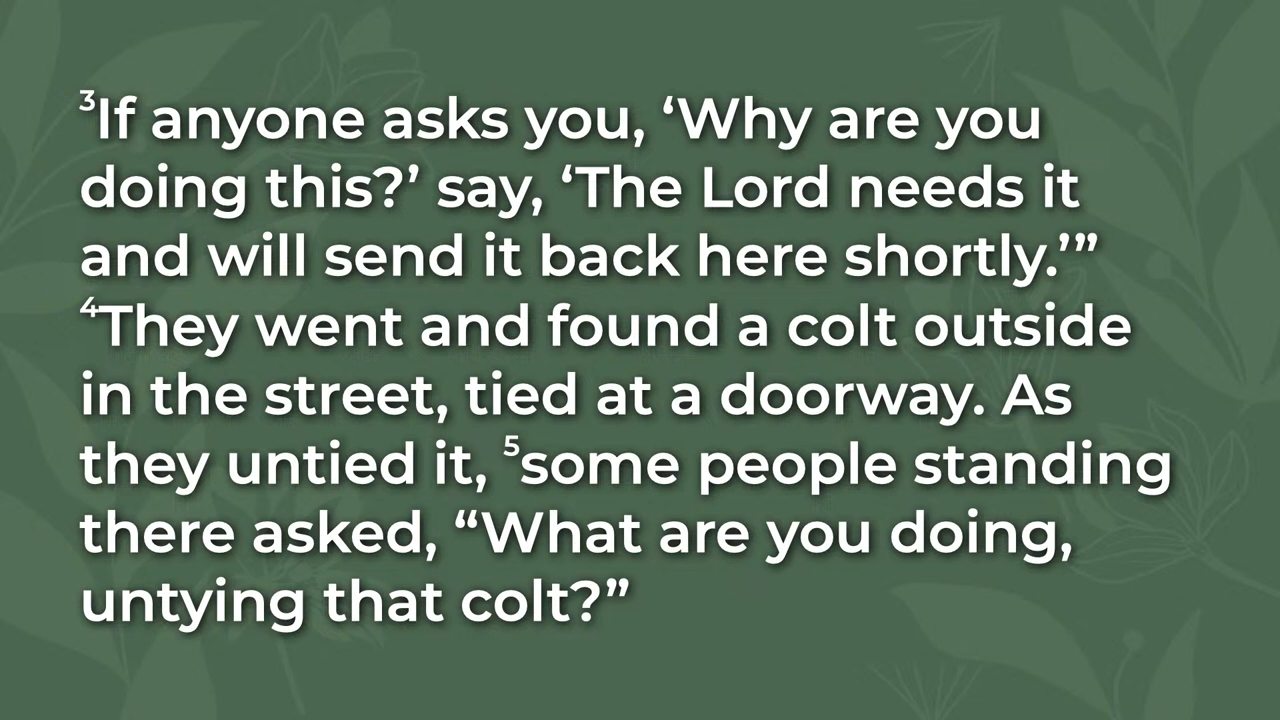 ³If anyone asks you, ‘Why are you
doing this?’ say, ‘The Lord needs it
and will send it back here shortly.’”
⁴They went and found a colt outside
in the street, tied at a doorway. As
they untied it, ⁵some people standing
there asked, “What are you doing,
untying that colt?”